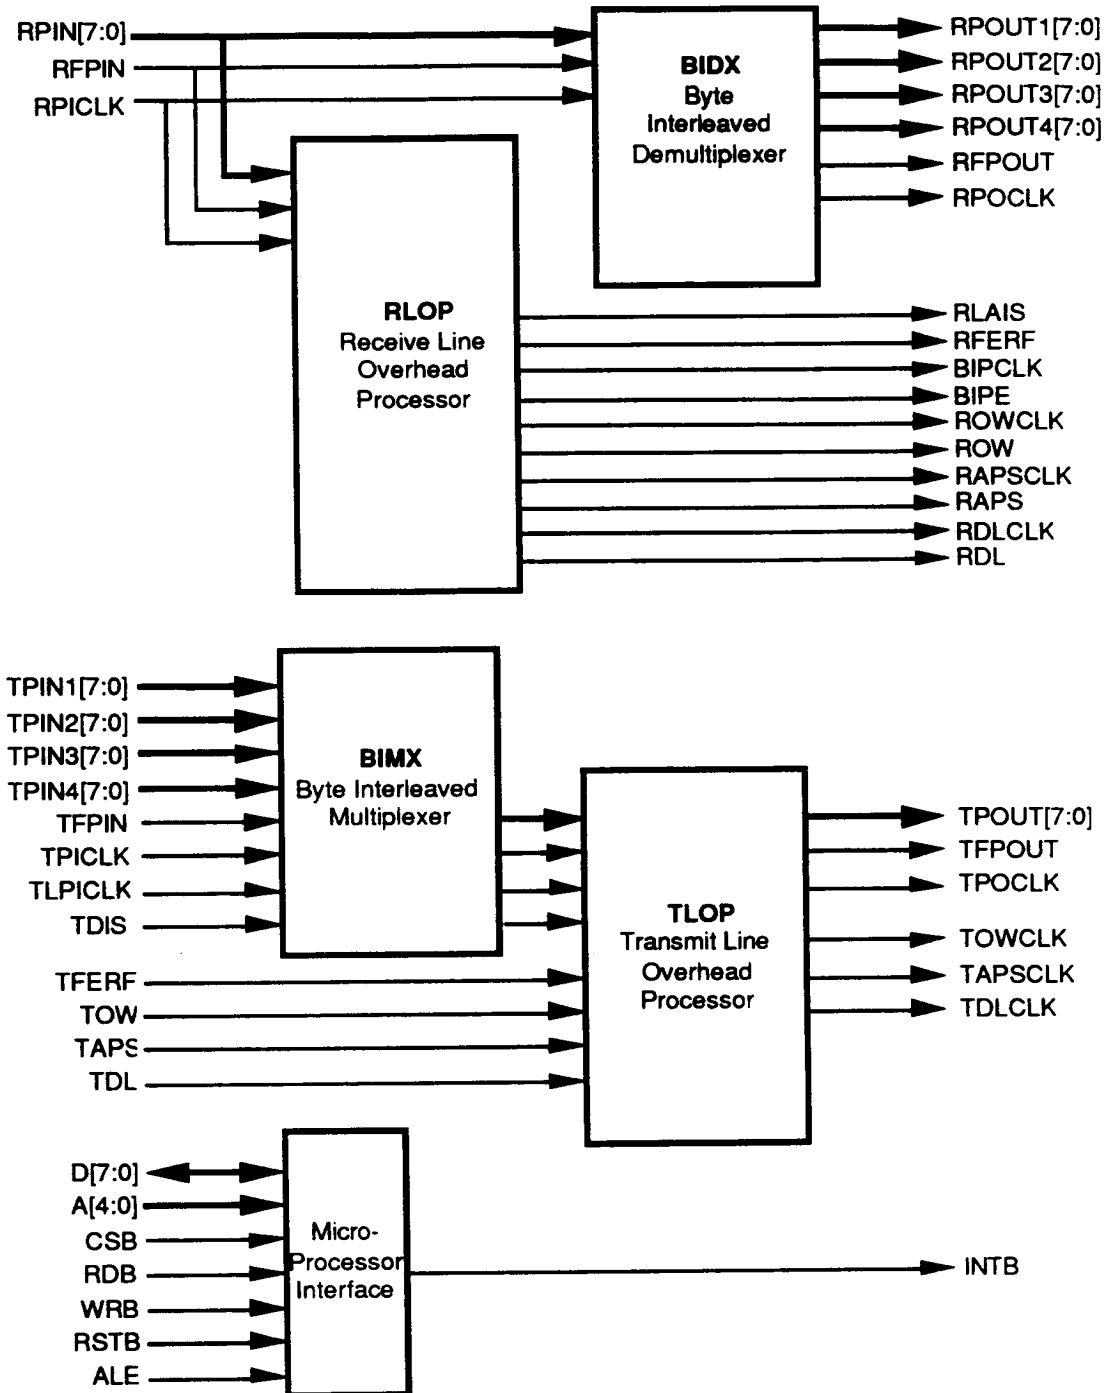 RPIN[7:0]
RFPIN
RPICLK
BIDX
Byte
Interleaved
Demultiplexer
RPOUT1[7:0]
RPOUT2[7:0]
RPOUT3[7:0]
RPOUT4[7:0]
RFPOUT
RPOCLK
RLOP
Receive Line
Overhead
Processor
RLAIS
RFERF
BIPCLK
BIPE
ROWCLK
ROW
RAPSCLK
RAPS
RDLCLK
RDL
TPIN1[7:0]
TPIN2[7:0]
TPIN3[7:0]
TPIN4[7:0]
TFPIN
TPICLK
TLPICLK
TDIS
BIMX
Byte Interleaved
Multiplexer
TFERF
TOW
TAPS
TDL
TLOP
Transmit Line
Overhead
Processor
TPOUT[7:0]
TFPOUT
TPOCLK
TOWCLK
TAPSCLK
TDLCLK
D[7:0]
A[4:0]
CSB
RDB
WRB
RSTB
ALE
Micro-
Processor
Interface
INTB